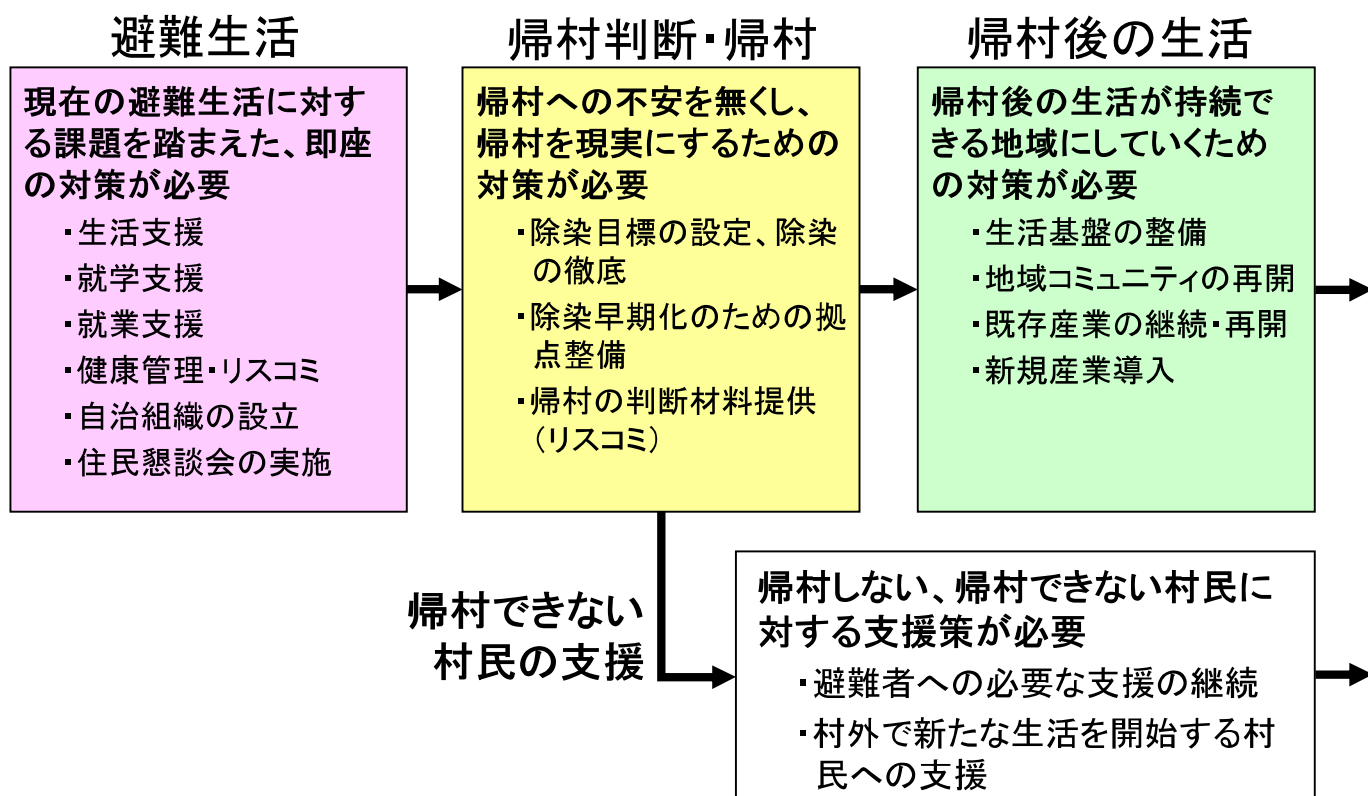 避難生活
現在の避難生活に対す
る課題を踏まえた、即座
の対策が必要
・生活支援
・就学支援
・就業支援
・健康管理・リスコミ
・自治組織の設立
・住民懇談会の実施
帰村判断・帰村
帰村への不安を無くし、
帰村を現実にするための
対策が必要
・除染目標の設定、除染
の徹底
・除染早期化のための拠
点整備
・帰村の判断材料提供
（リスコミ）
帰村後の生活
帰村後の生活が持続で
きる地域にしていくため
の対策が必要
・生活基盤の整備
・地域コミュニティの再開
・既存産業の継続・再開
・新規産業導入
帰村できない
村民の支援
帰村しない、帰村できない村民に
対する支援策が必要
・避難者への必要な支援の継続
・村外で新たな生活を開始する村
民への支援